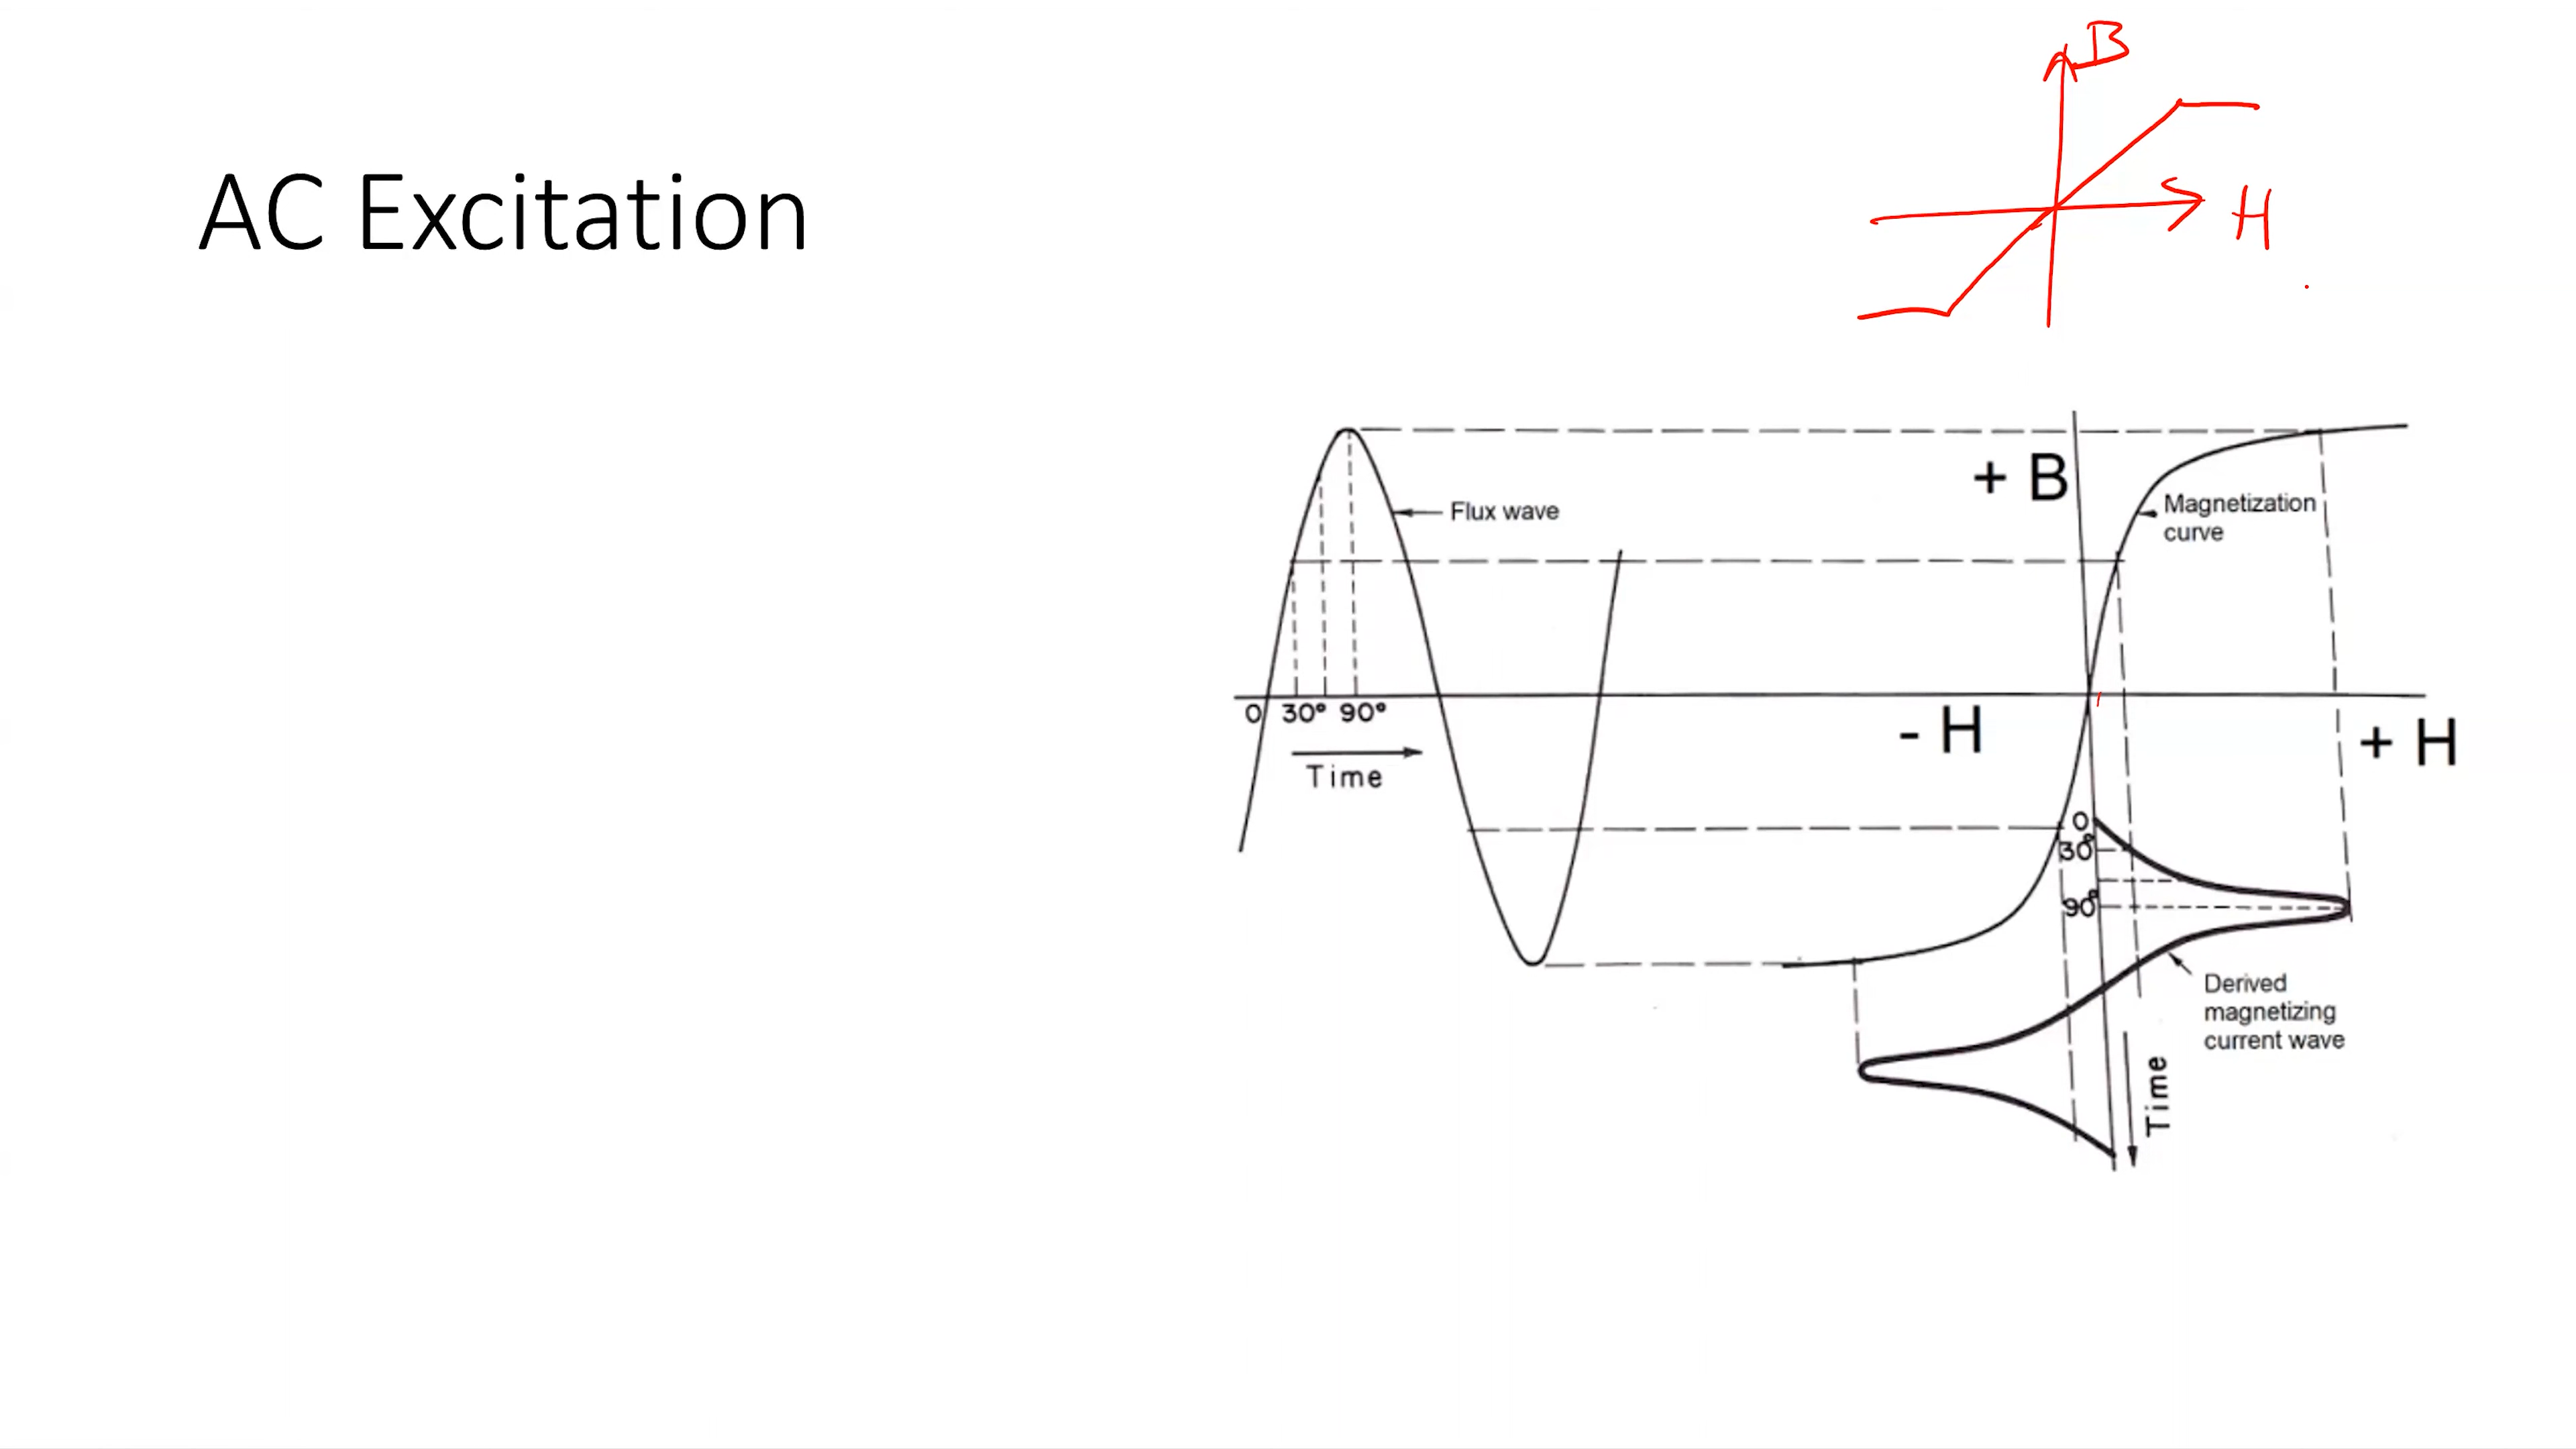 B
AC Excitation
H
+ B
Flux wave
Magnetization
curve
0 30° 90°
Time
- H
+ H
0
30°
90°
Derived
magnetizing
current wave
Time